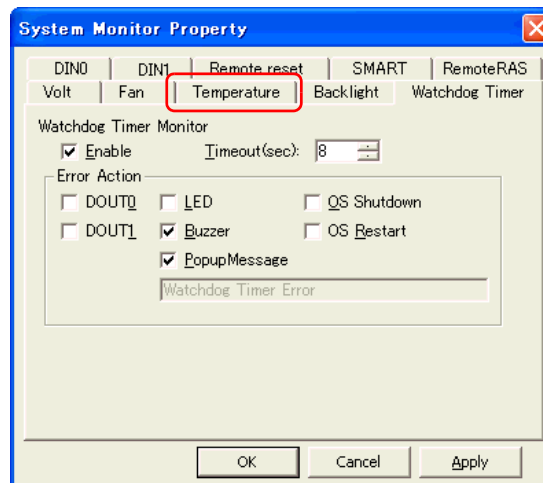 System Monitor Property
DIN0 DIN1 Remote reset SMART RemoteRAS
Volt Fan Temperature Backlight Watchdog Timer
Watchdog Timer Monitor
Enable Timeout(sec): 8
Error Action
DOUT0 LED OS Shutdown
DOUT1 Buzzer OS Restart
PopupMessage
Watchdog Timer Error
OK Cancel Apply